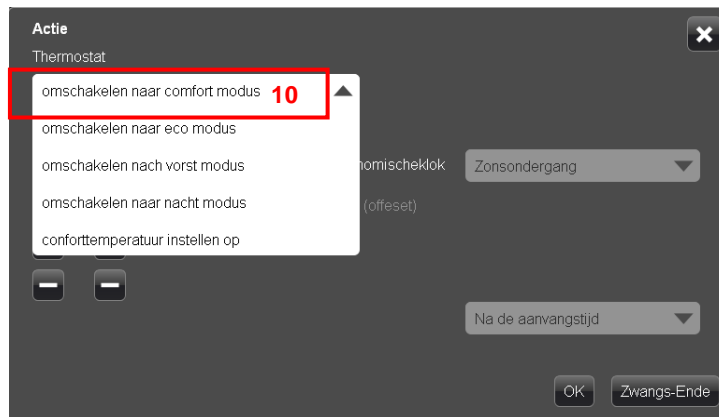 Actie
Thermostat
omschakelen naar comfort modus 10
omschakelen naar eco modus
omschakelen nach vorst modus
nomischeklok Zonsondergang
omschakelen naar nacht modus
(offeset)
conforttemperatuur instellen op
Na de aanvangstijd
OK Zwangs-Ende